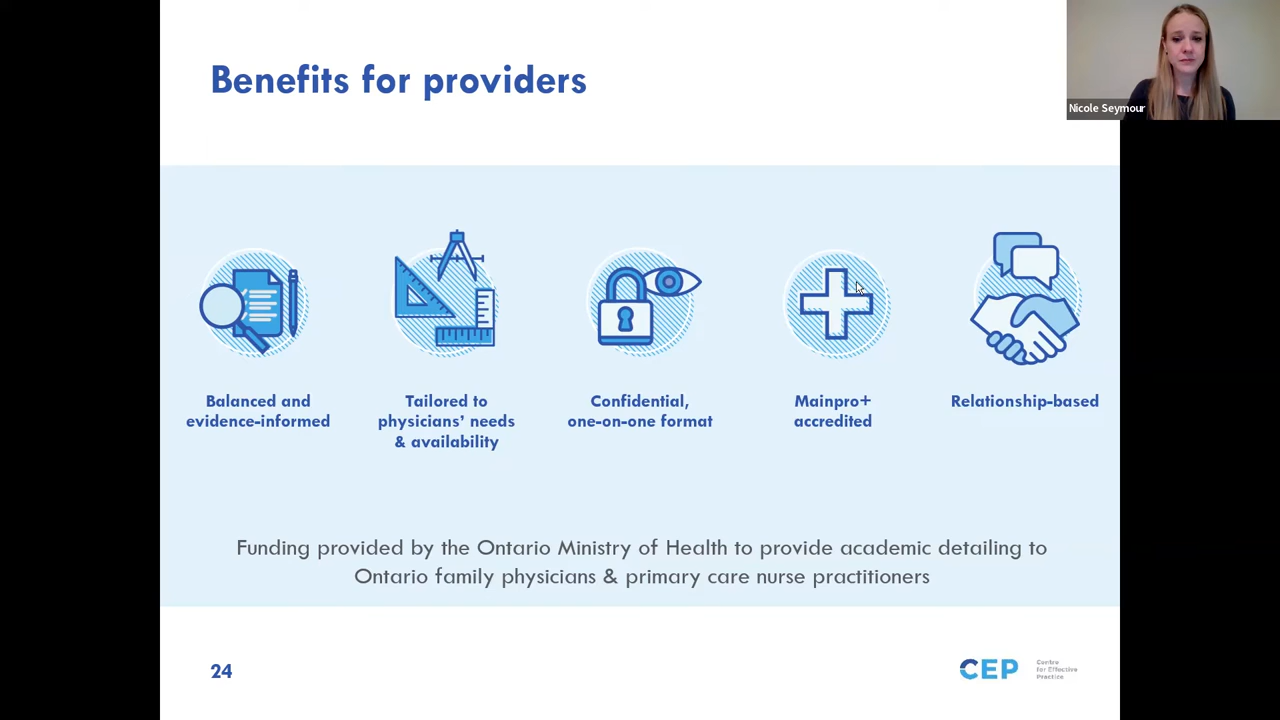 Benefits for providers
Nicole Seymour
Balanced and
evidence-informed
Tailored to
physicians’ needs
& availability
Confidential,
one-on-one format
Mainpro+
accredited
Relationship-based
Funding provided by the Ontario Ministry of Health to provide academic detailing to
Ontario family physicians & primary care nurse practitioners
24
CEP
Centre
for Effective
Practice